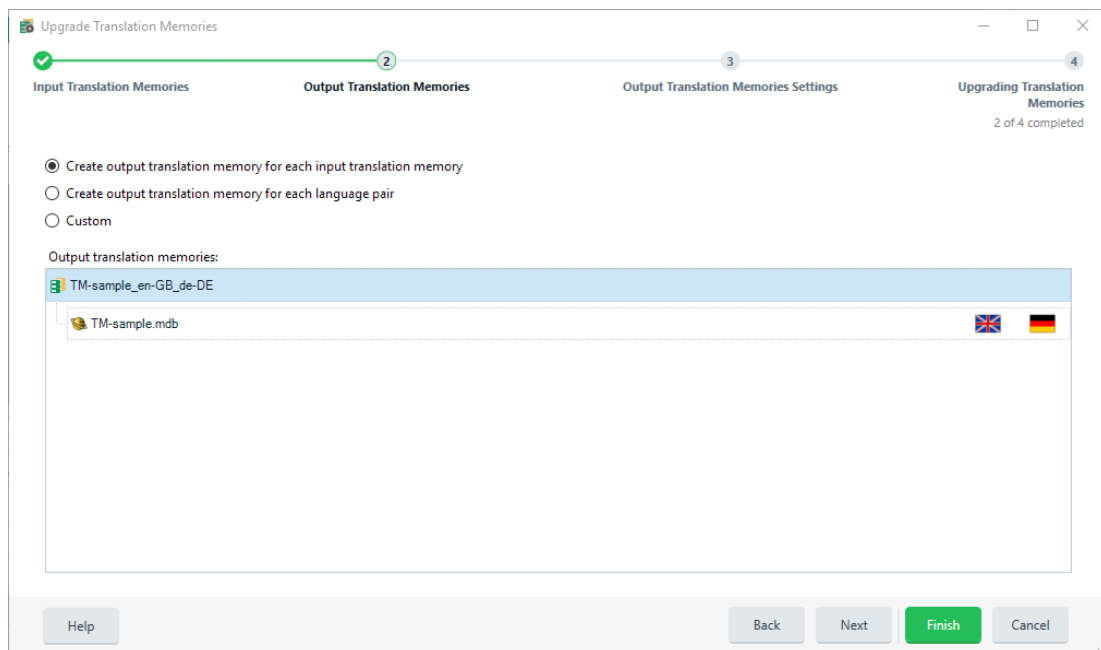 Upgrade Translation Memories
2
3
4
Input Translation Memories
Output Translation Memories
Output Translation Memories Settings
Upgrading Translation
Memories
2 of 4 completed
Create output translation memory for each input translation memory
Create output translation memory for each language pair
Custom
Output translation memories:
TM-sample_en-GB_de-DE
TM-sample.mdb
Help
Back
Next
Finish
Cancel